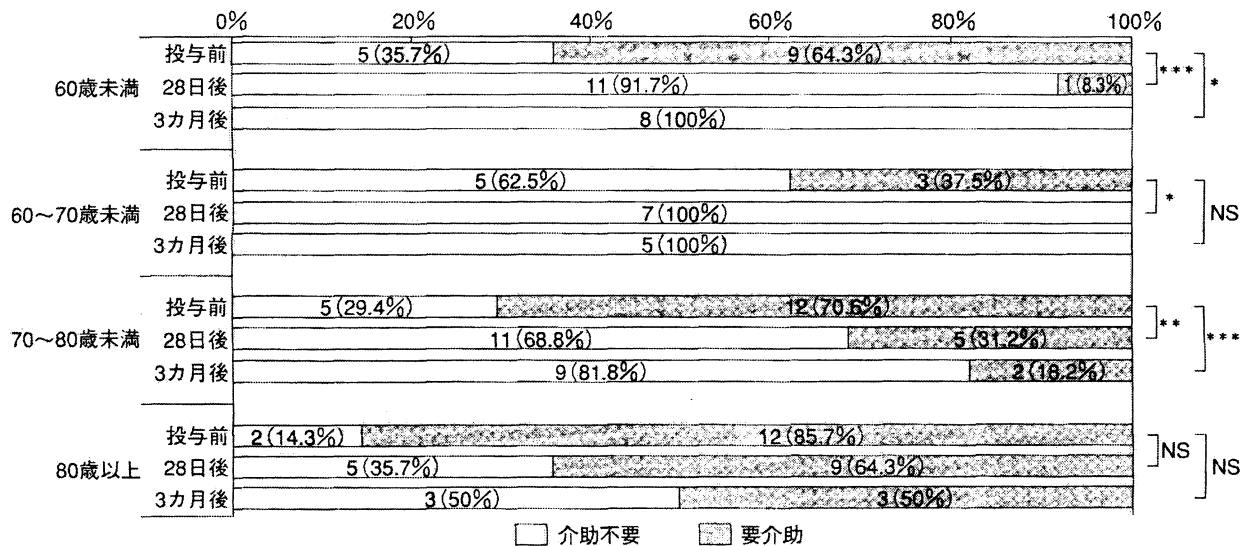 0% 20% 40% 60% 80% 100%
60歳未満
投与前 5(35.7%) 9(64.3%)
28日後 11(91.7%) 1(8.3%)
3カ月後 8(100%)
*** *
60～70歳未満
投与前 5(62.5%) 3(37.5%)
28日後 7(100%)
3カ月後 5(100%)
* NS
70～80歳未満
投与前 5(29.4%) 12(70.6%)
28日後 11(68.8%) 5(31.2%)
3カ月後 9(81.8%) 2(18.2%)
** ***
80歳以上
投与前 2(14.3%) 12(85.7%)
28日後 5(35.7%) 9(64.3%)
3カ月後 3(50%) 3(50%)
NS NS
介助不要 要介助